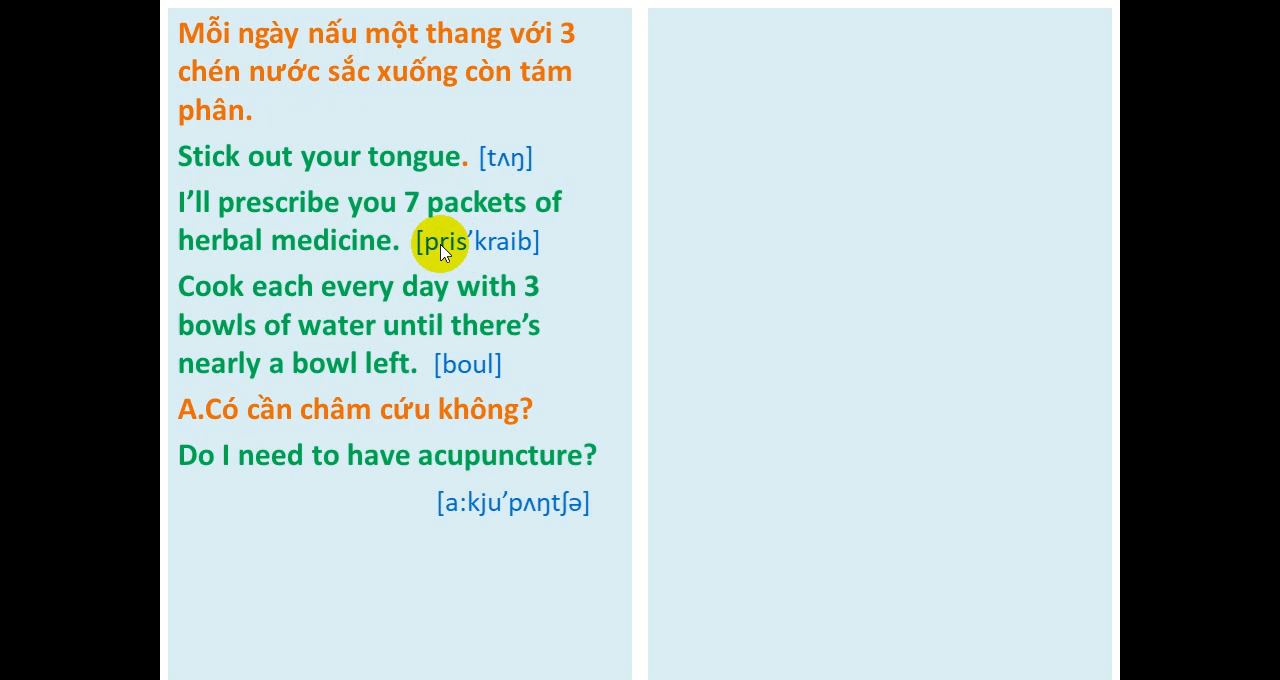 Mỗi ngày nấu một thang với 3
chén nước sắc xuống còn tám
phân.
Stick out your tongue. [tʌŋ]
I’ll prescribe you 7 packets of
herbal medicine. [pris’kraib]
Cook each every day with 3
bowls of water until there’s
nearly a bowl left. [boul]
A.Có cần châm cứu không?
Do I need to have acupuncture?
[a:kju’pʌŋtʃə]